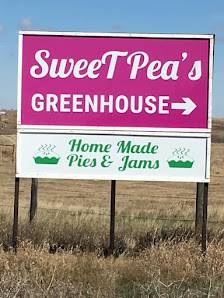 SweeT Pea's
GREENHOUSE→
Home Made
Pies & Jams